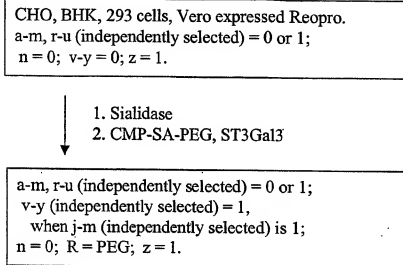 CHO, BHK, 293 cells, Vero expressed Reopro.
a-m, r-u (independently selected) = 0 or 1;
n = 0; v-y = 0; z = 1.
1. Sialidase
2. CMP-SA-PEG, ST3Gal3
a-m, r-u (independently selected) = 0 or 1;
v-y (independently selected) = 1,
when j-m (independently selected) is 1;
n = 0; R = PEG; z = 1.